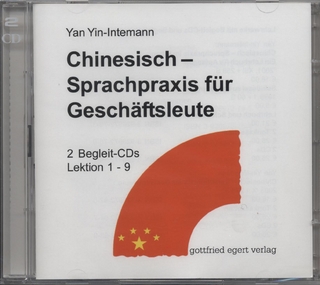 Yan Yin-Intemann
Chinesisch –
Sprachpraxis für
Geschäftsleute
2 Begleit-CDs
Lektion 1 - 9
gottfried egert verlag